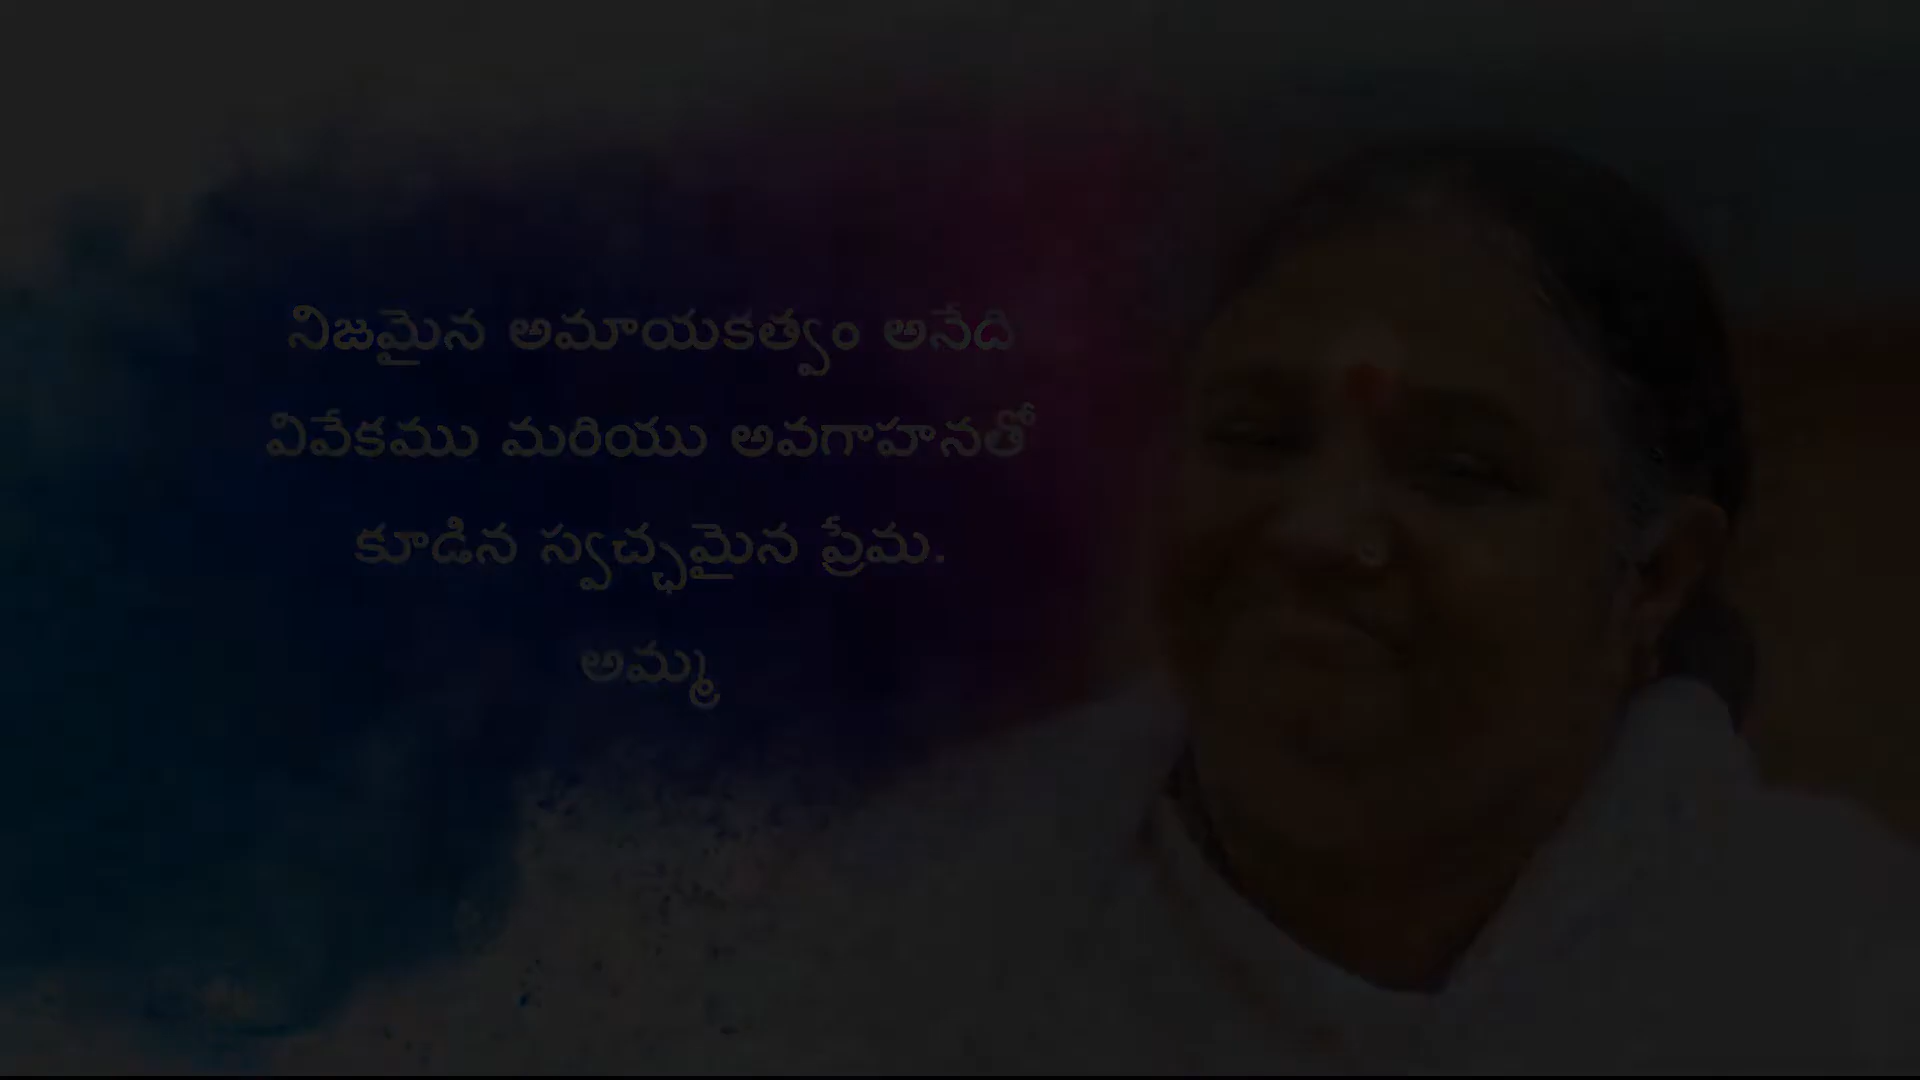 నిజమైన అమాయకత్వం అనేది
వివేకము మరియు అవగాహనతో
కూడిన స్వచ్ఛమైన ప్రేమ.
అమ్మ